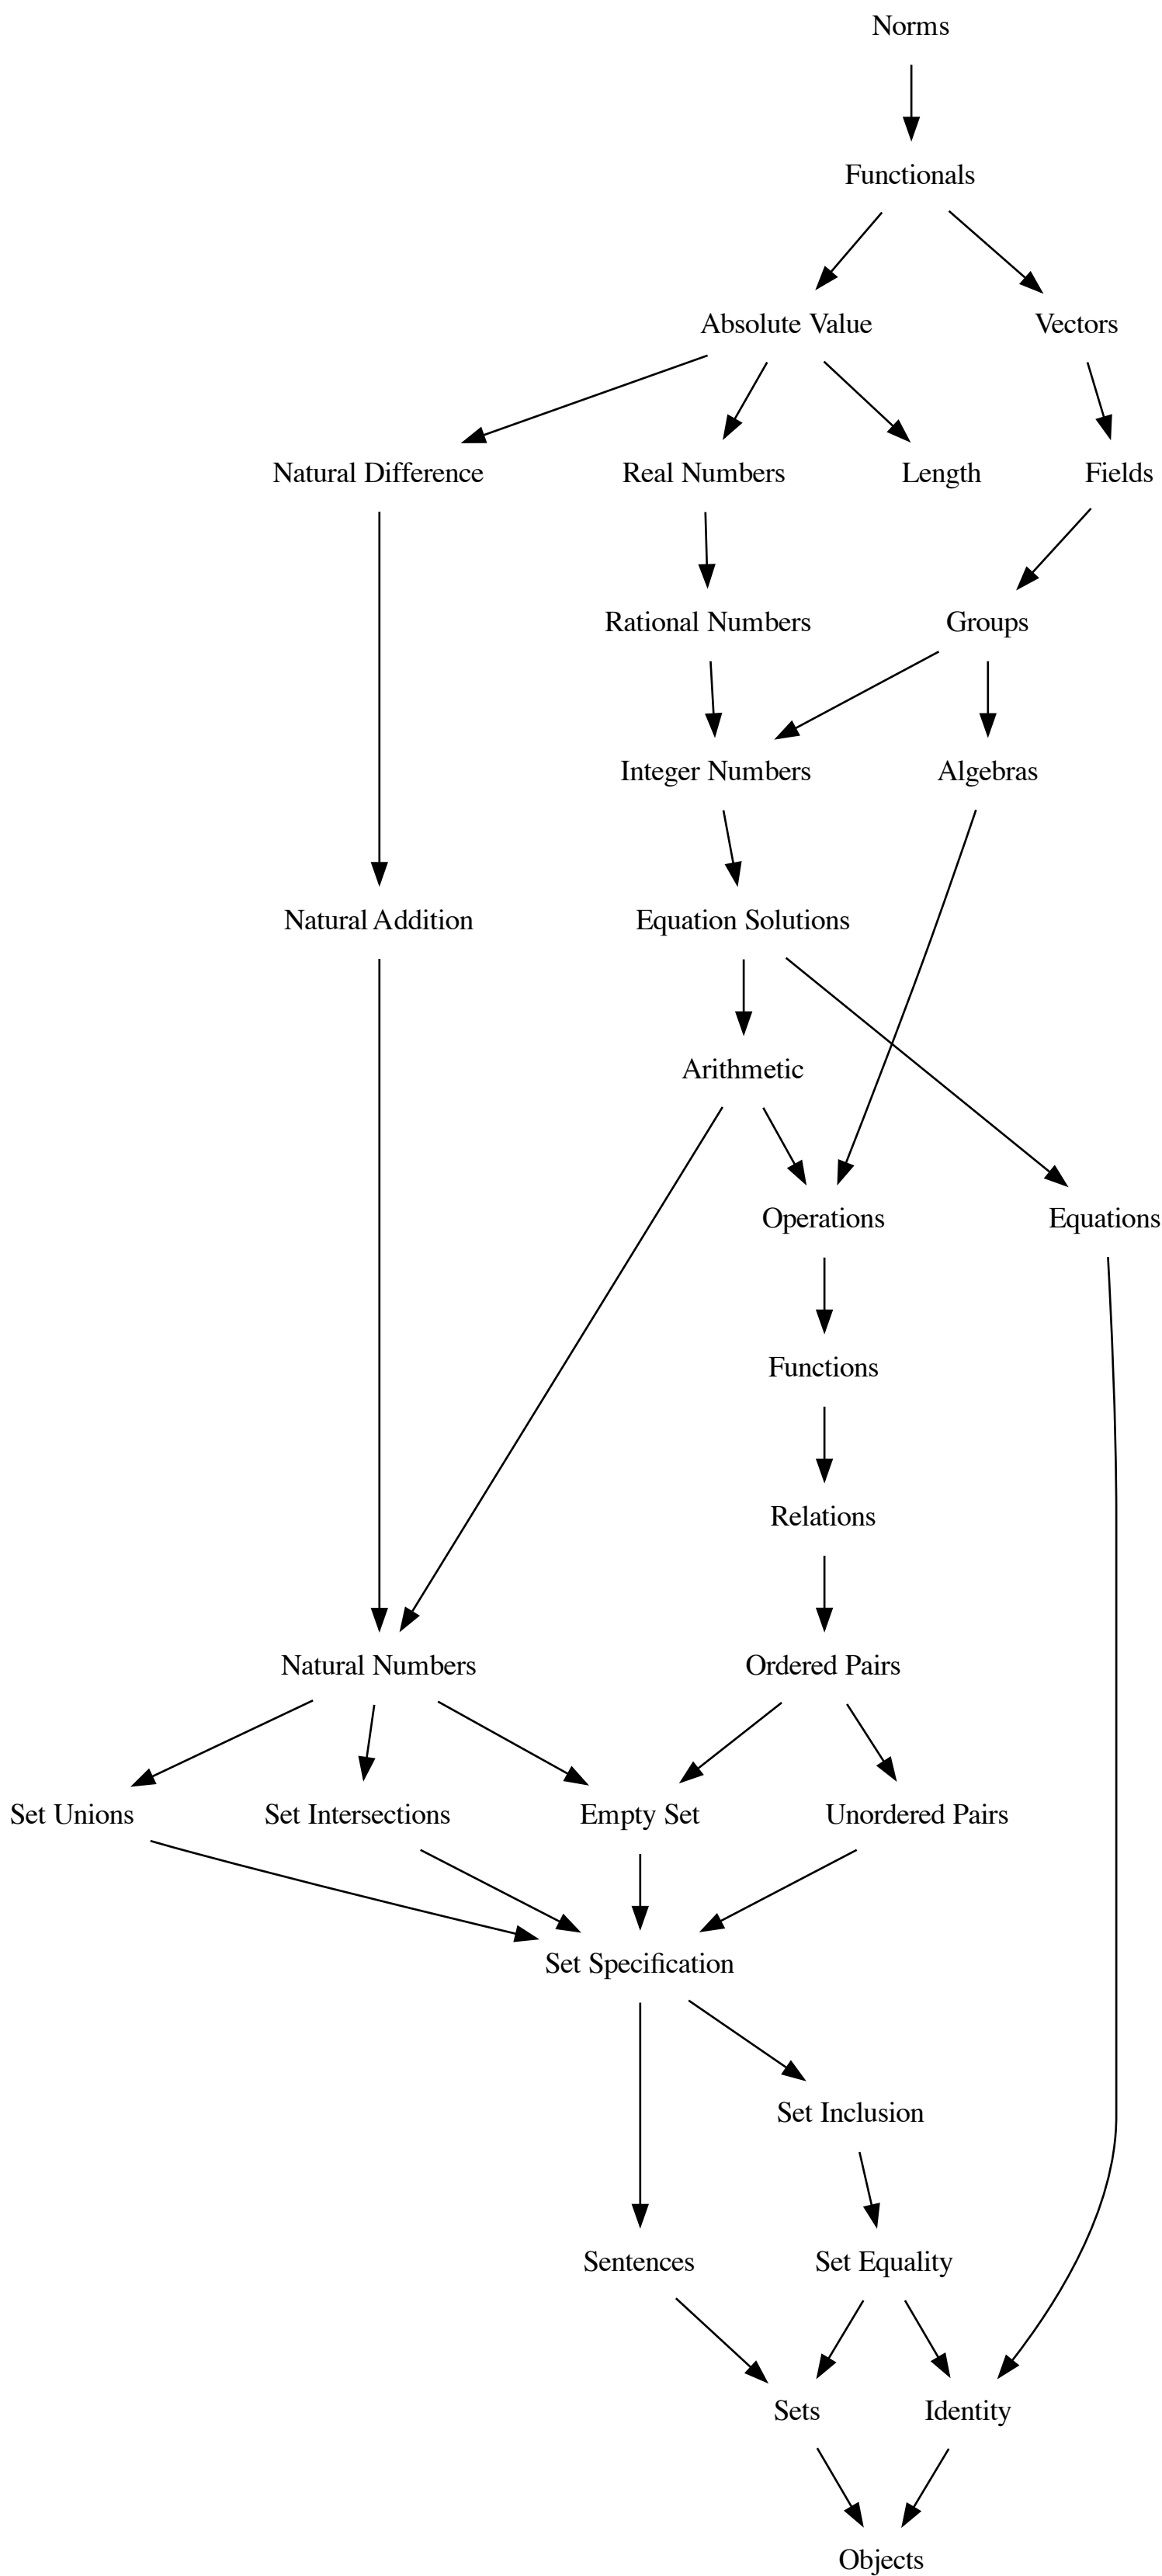 Norms
Functionals
Absolute Value
Vectors
Natural Difference
Real Numbers
Length
Fields
Rational Numbers
Groups
Integer Numbers
Algebras
Natural Addition
Equation Solutions
Arithmetic
Operations
Equations
Functions
Relations
Natural Numbers
Ordered Pairs
Set Unions
Set Intersections
Empty Set
Unordered Pairs
Set Specification
Set Inclusion
Sentences
Set Equality
Sets
Identity
Objects